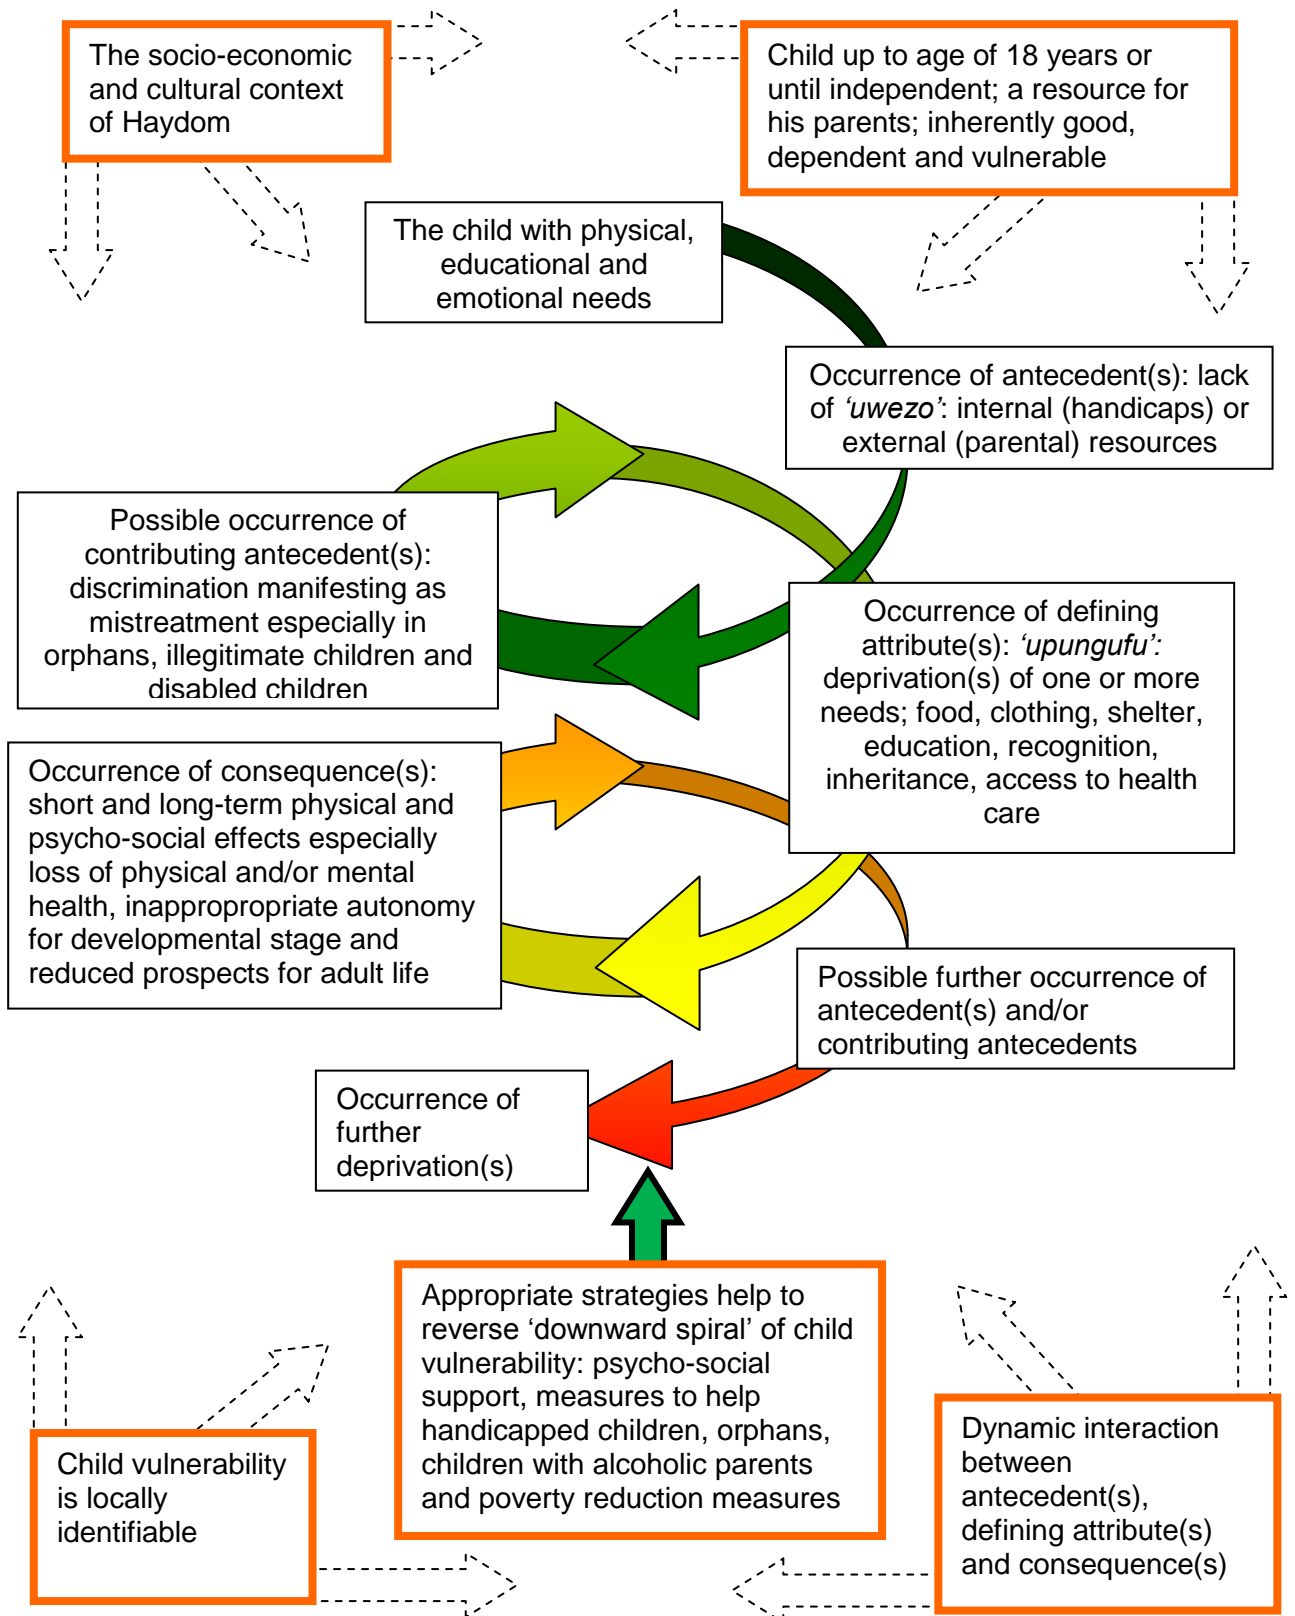 The socio-economic
and cultural context
of Haydom
Child up to age of 18 years or
until independent; a resource for
his parents; inherently good,
dependent and vulnerable
The child with physical,
educational and
emotional needs
Occurrence of antecedent(s): lack
of ‘uwezo’: internal (handicaps) or
external (parental) resources
Possible occurrence of
contributing antecedent(s):
discrimination manifesting as
mistreatment especially in
orphans, illegitimate children and
disabled children
Occurrence of defining
attribute(s): ‘upungufu’:
deprivation(s) of one or more
needs; food, clothing, shelter,
education, recognition,
inheritance, access to health
care
Occurrence of consequence(s):
short and long-term physical and
psycho-social effects especially
loss of physical and/or mental
health, inappropropriate autonomy
for developmental stage and
reduced prospects for adult life
Possible further occurrence of
antecedent(s) and/or
contributing antecedents
Occurrence of
further
deprivation(s)
Appropriate strategies help to
reverse ‘downward spiral’ of child
vulnerability: psycho-social
support, measures to help
handicapped children, orphans,
children with alcoholic parents
and poverty reduction measures
Child vulnerability
is locally
identifiable
Dynamic interaction
between
antecedent(s),
defining attribute(s)
and consequence(s)